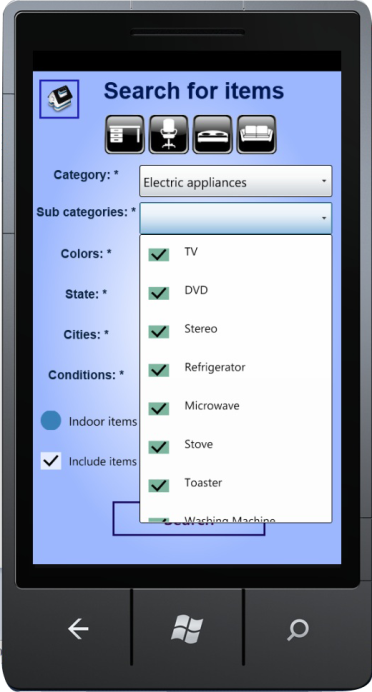 Search for items
Category: *
Electric appliances
Sub categories: *
Colors: *
TV
State: *
DVD
Cities: *
Stereo
Conditions: *
Refrigerator
Indoor items
Microwave
Stove
Include items
Toaster
Washing Machine